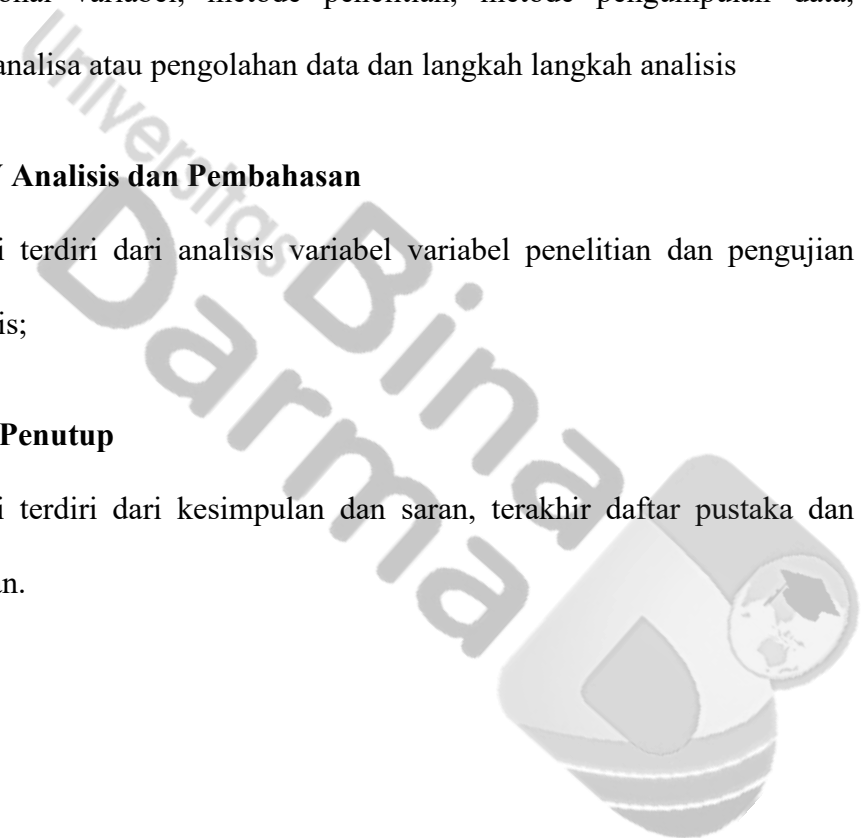 variabel, metode penelitian, metode pengumpulan data,
analisa atau pengolahan data dan langkah langkah analisis
Analisis dan Pembahasan
terdiri dari analisis variabel variabel penelitian dan pengujian
is;
Penutup
terdiri dari kesimpulan dan saran, terakhir daftar pustaka dan
an.
Universitas
Bina
Darma